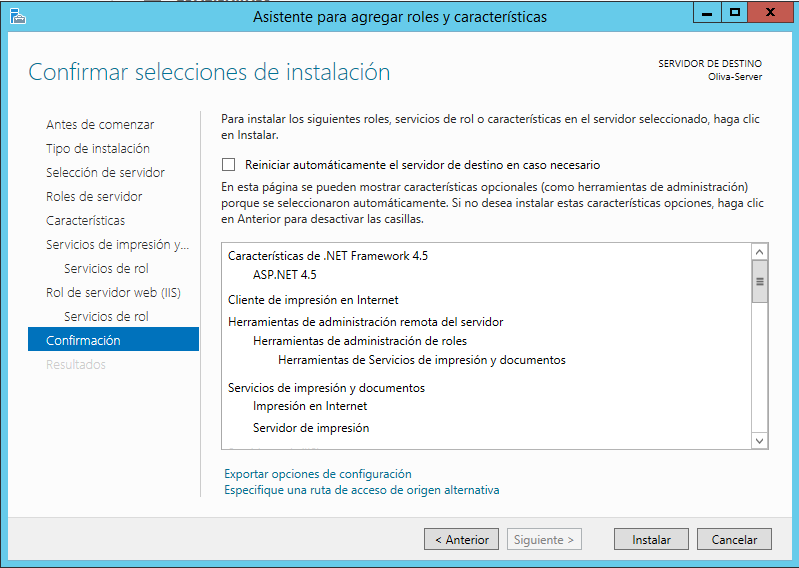 Asistente para agregar roles y características
Confirmar selecciones de instalación
SERVIDOR DE DESTINO
Oliva-Server
Antes de comenzar
Tipo de instalación
Selección de servidor
Roles de servidor
Características
Servicios de impresión y...
Servicios de rol
Rol de servidor web (IIS)
Servicios de rol
Confirmación
Resultados
Para instalar los siguientes roles, servicios de rol o características en el servidor seleccionado, haga clic
en Instalar.
Reiniciar automáticamente el servidor de destino en caso necesario
En esta página se pueden mostrar características opcionales (como herramientas de administración)
porque se seleccionaron automáticamente. Si no desea instalar estas características opciones, haga clic
en Anterior para desactivar las casillas.
Características de .NET Framework 4.5
ASP.NET 4.5
Cliente de impresión en Internet
Herramientas de administración remota del servidor
Herramientas de administración de roles
Herramientas de Servicios de impresión y documentos
Servicios de impresión y documentos
Impresión en Internet
Servidor de impresión
Exportar opciones de configuración
Especifique una ruta de acceso de origen alternativa
< Anterior
Siguiente >
Instalar
Cancelar